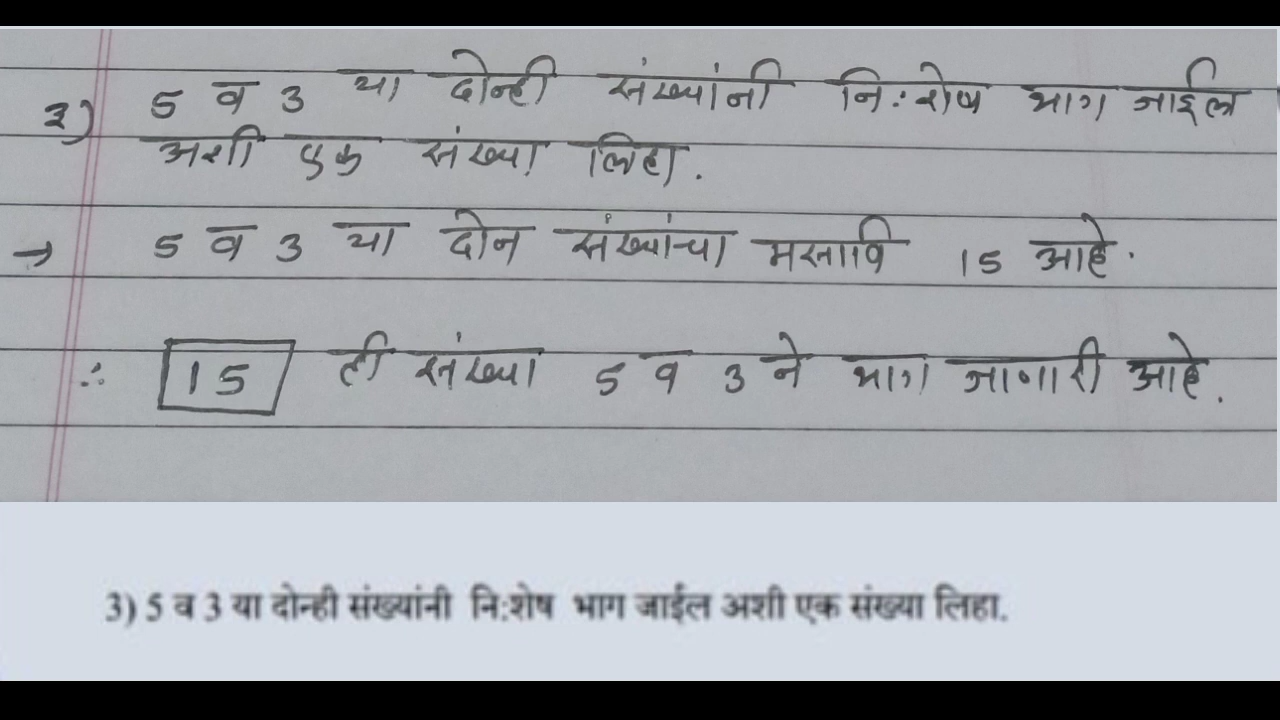 ३) 5 व 3 या दोन्ही संख्यांनी नि:शेष भाग जाईल
अशी एक संख्या लिहा.
→ 5 व 3 या दोन संख्यांचा मसावि 15 आहे.
∴ 15 ती संख्या 5 व 3 ने भाग जाणारी आहे.
3) 5 व 3 या दोन्ही संख्यांनी नि:शेष भाग जाईल अशी एक संख्या लिहा.